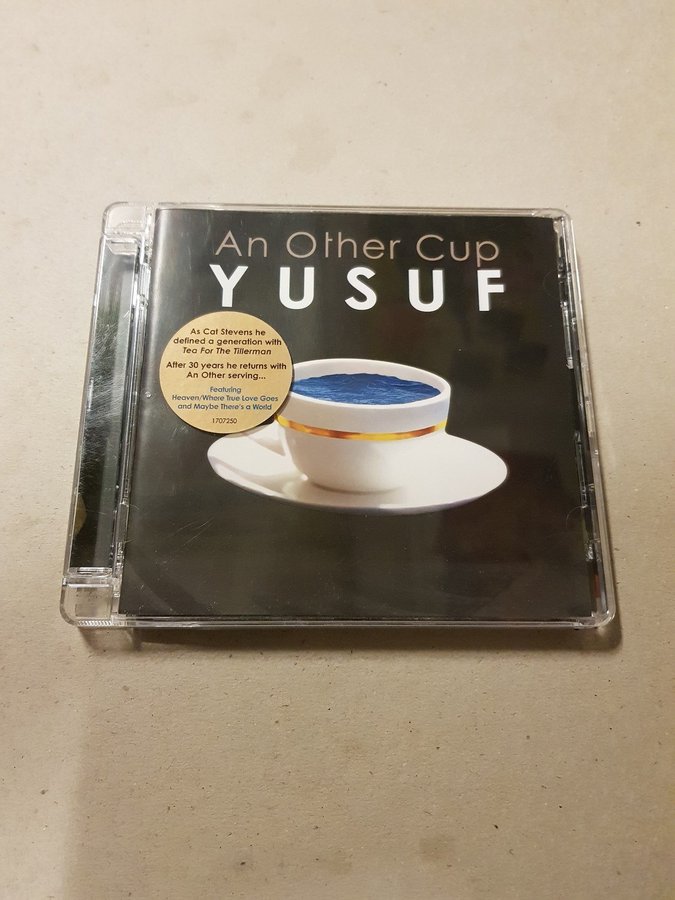 An Other Cup
YUSUF
As Cat Stevens he
defined a generation with
Tea For The Tillerman
After 30 years he returns with
An Other serving...
Featuring
Heaven/Where True Love Goes
and Maybe There's a World
1707250